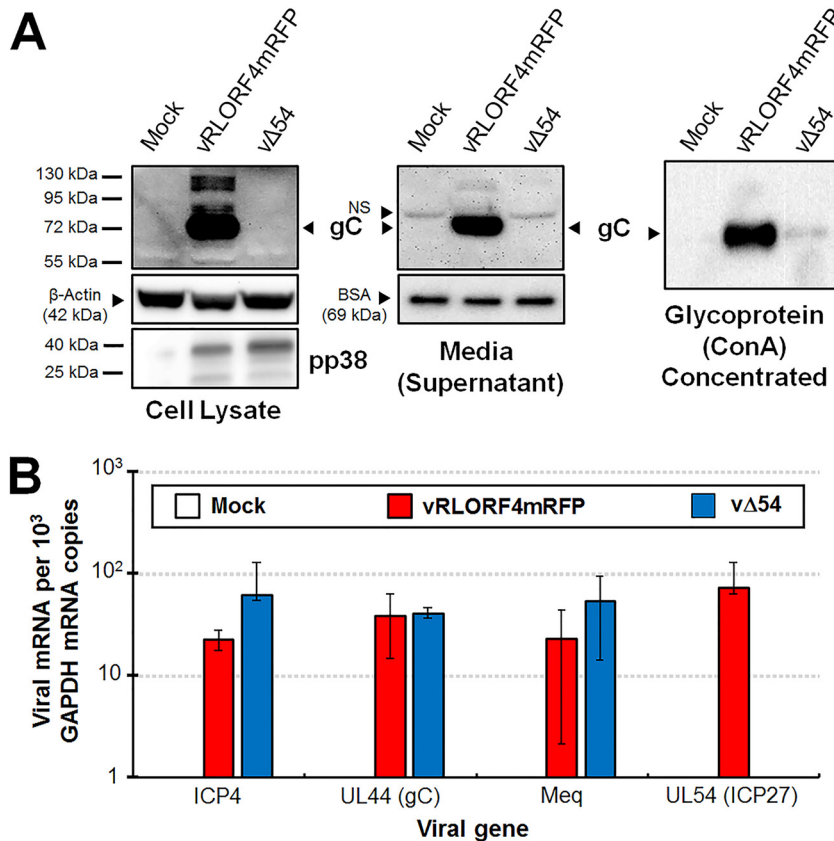 A
Mock
vRLORF4mRFP
vΔ54
Mock
vRLORF4mRFP
vΔ54
Mock
vRLORF4mRFP
vΔ54
130 kDa
95 kDa
72 kDa
55 kDa
gC
NS
gC
β-Actin
(42 kDa)
BSA
(69 kDa)
40 kDa
25 kDa
pp38
Cell Lysate
Media
(Supernatant)
Glycoprotein
(ConA)
Concentrated
B
Viral mRNA per 10³
GAPDH mRNA copies
10³
10²
10
1
Mock
vRLORF4mRFP
vΔ54
ICP4
UL44 (gC)
Meq
UL54 (ICP27)
Viral gene